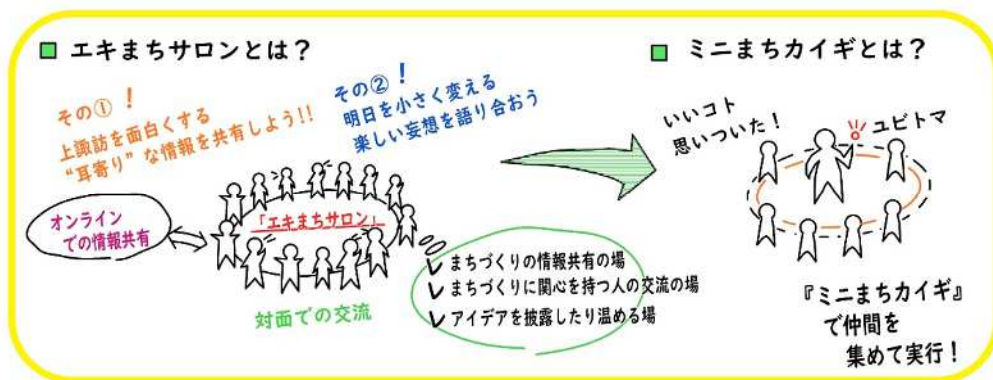 ■ エキまちサロンとは？
その① !
上諏訪を面白くする
“耳寄り”な情報を共有しよう!!
その② !
明日を小さく変える
楽しい妄想を語り合おう
オンライン
での情報共有
「エキまちサロン」
対面での交流
✓ まちづくりの情報共有の場
✓ まちづくりに関心を持つ人の交流の場
✓ アイデアを披露したり温める場
■ ミニまちカイギとは？
いいコト
思いついた！
ユビトマ
『ミニまちカイギ』
で仲間を
集めて実行！